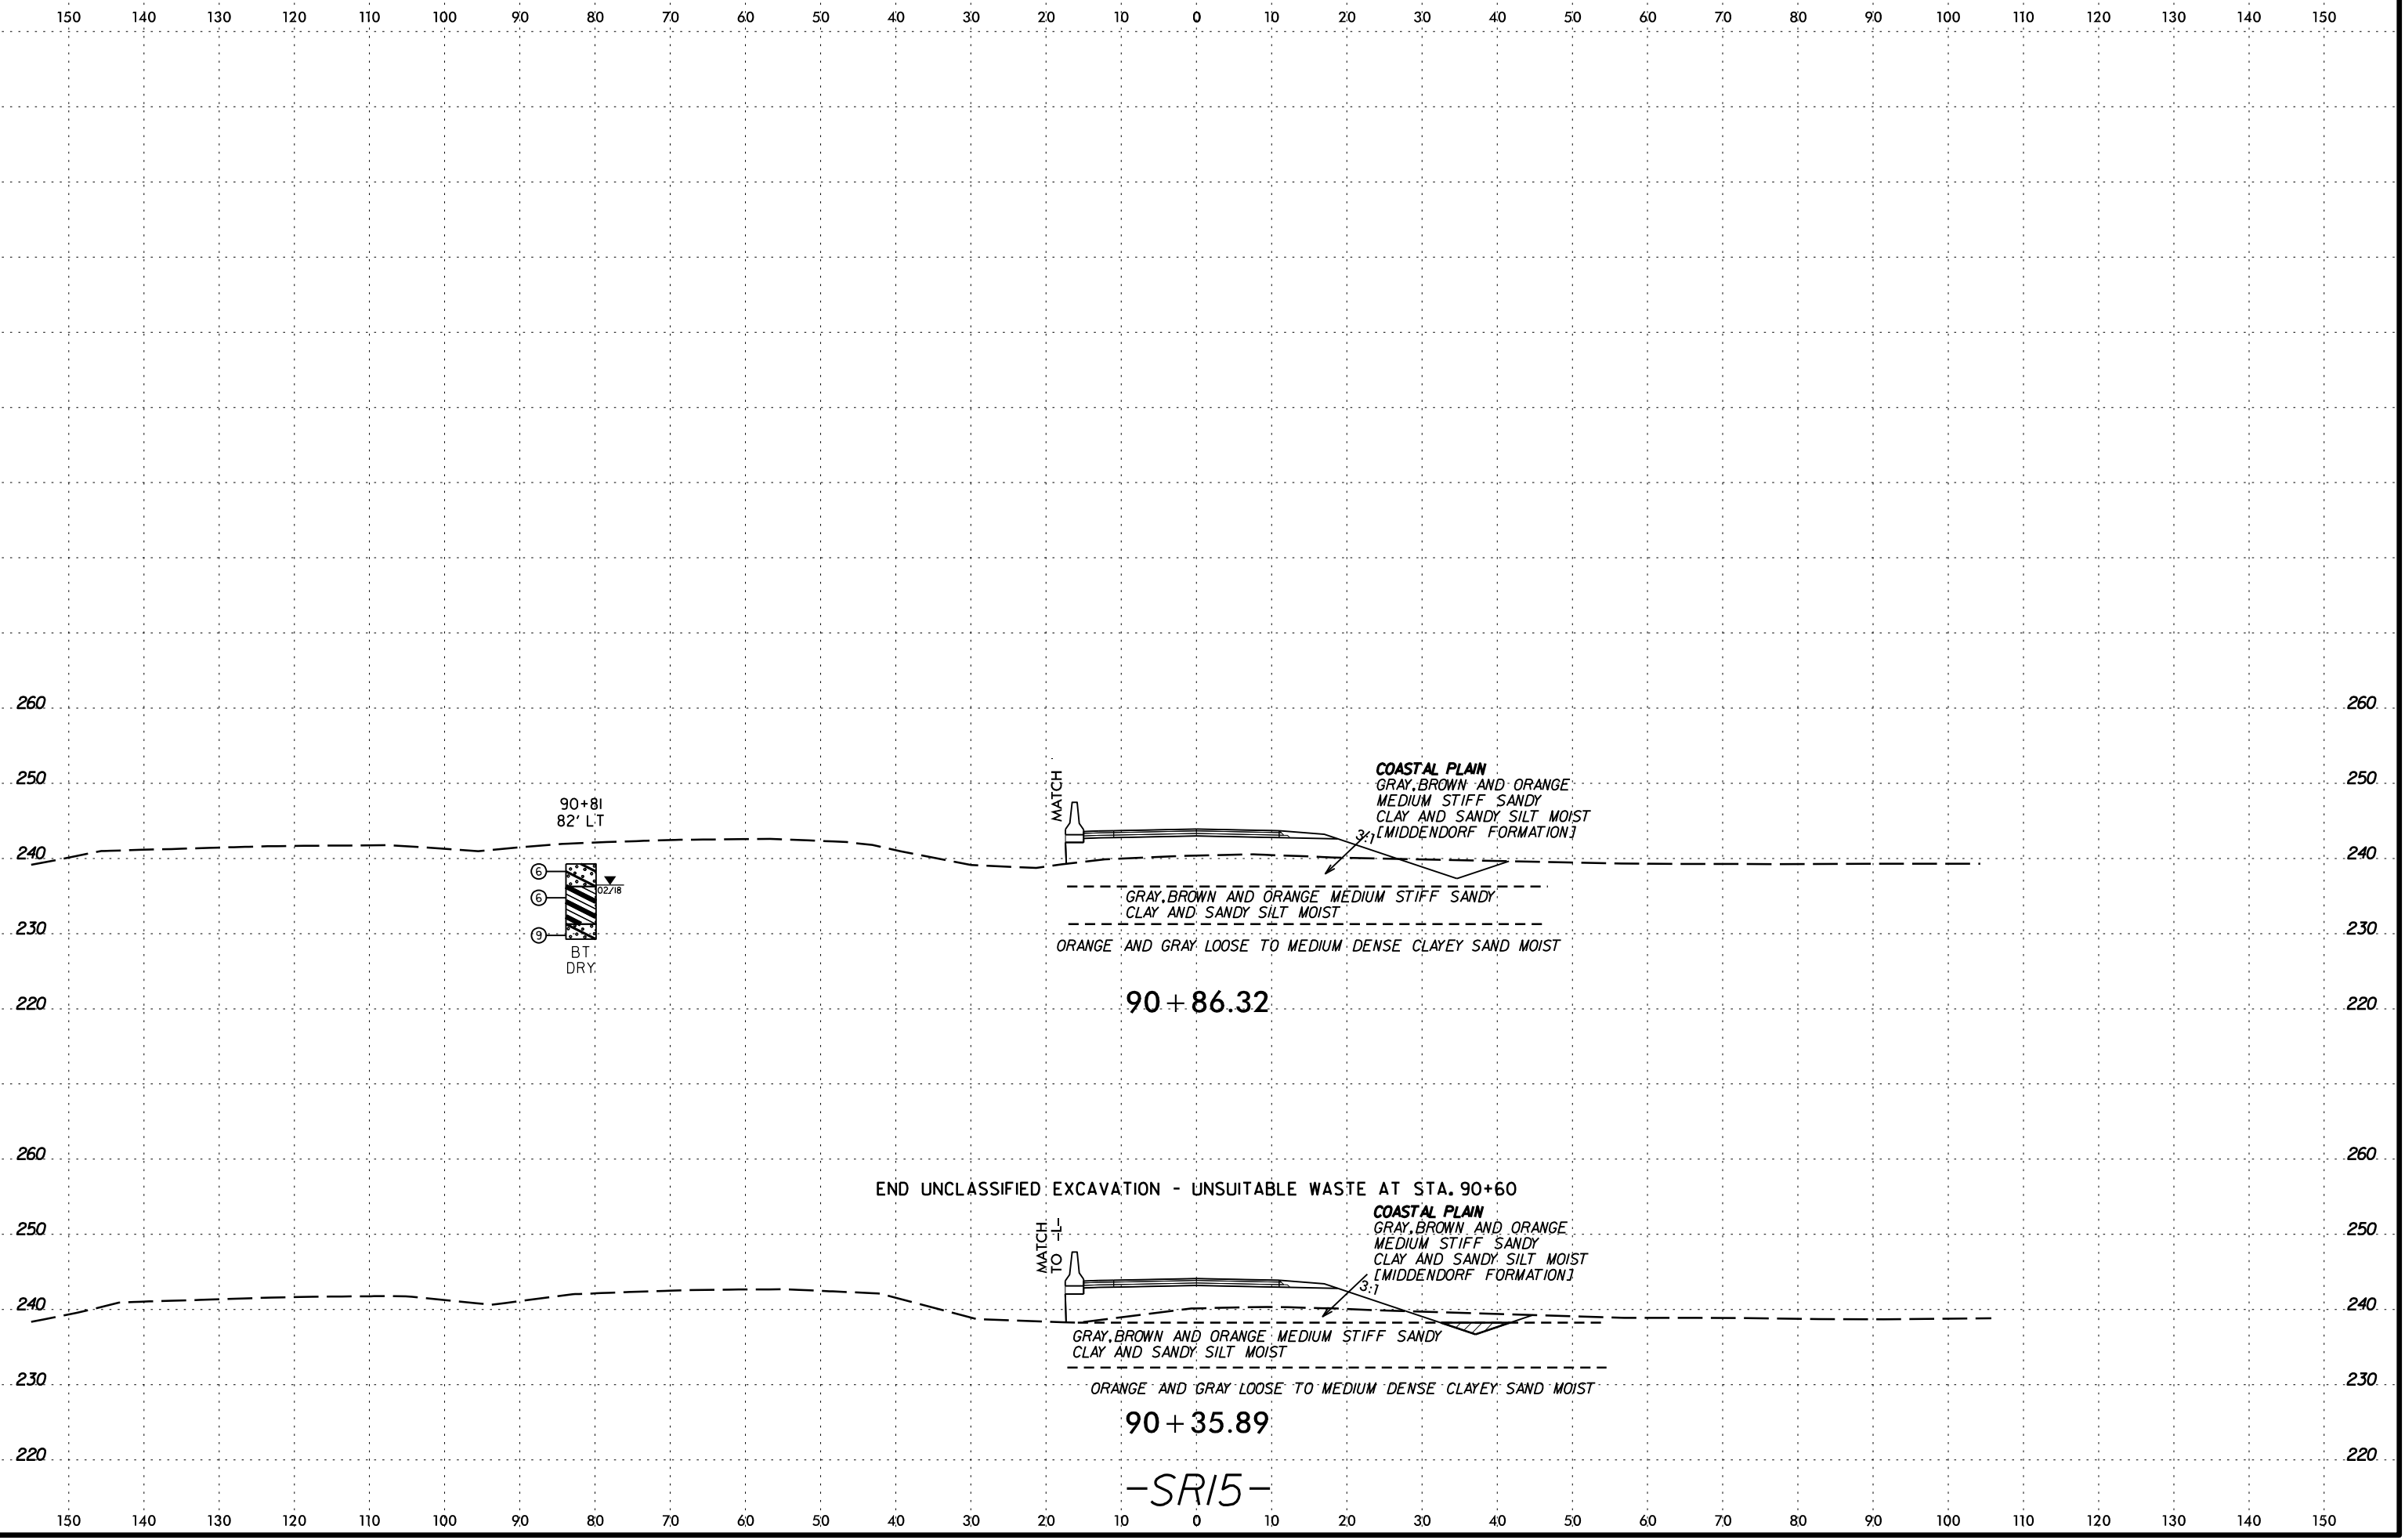 150 140 130 120 110 100 90 80 70 60 50 40 30 20 10 0 10 20 30 40 50 60 70 80 90 100 110 120 130 140 150
260 260
250 250
MATCH
COASTAL PLAIN
GRAY,BROWN AND ORANGE
MEDIUM STIFF SANDY
CLAY AND SANDY SILT MOIST
[MIDDENDORF FORMATION]
90+81
82' LT
3:1
240 240
6
02/18
6
GRAY,BROWN AND ORANGE MEDIUM STIFF SANDY
CLAY AND SANDY SILT MOIST
230 230
9
ORANGE AND GRAY LOOSE TO MEDIUM DENSE CLAYEY SAND MOIST
BT
DRY
90+86.32
220 220
260 260
END UNCLASSIFIED EXCAVATION - UNSUITABLE WASTE AT STA. 90+60
250 250
MATCH
TO -L-
COASTAL PLAIN
GRAY,BROWN AND ORANGE
MEDIUM STIFF SANDY
CLAY AND SANDY SILT MOIST
[MIDDENDORF FORMATION]
3:1
240 240
GRAY,BROWN AND ORANGE MEDIUM STIFF SANDY
CLAY AND SANDY SILT MOIST
230 230
ORANGE AND GRAY LOOSE TO MEDIUM DENSE CLAYEY SAND MOIST
90+35.89
220 220
-SR15-
150 140 130 120 110 100 90 80 70 60 50 40 30 20 10 0 10 20 30 40 50 60 70 80 90 100 110 120 130 140 150